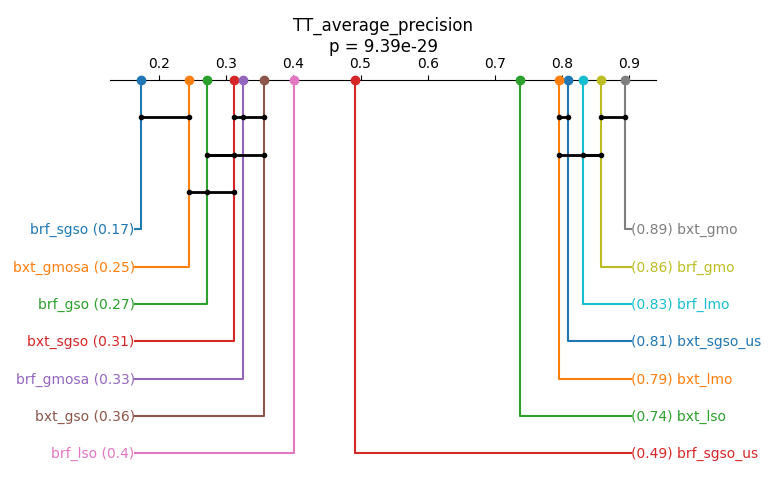 TT_average_precision
p = 9.39e-29
0.2 0.3 0.4 0.5 0.6 0.7 0.8 0.9
brf_sgso (0.17) (0.89) bxt_gmo
bxt_gmosa (0.25) (0.86) brf_gmo
brf_gso (0.27) (0.83) brf_lmo
bxt_sgso (0.31) (0.81) bxt_sgso_us
brf_gmosa (0.33) (0.79) bxt_lmo
bxt_gso (0.36) (0.74) bxt_lso
brf_lso (0.4) (0.49) brf_sgso_us